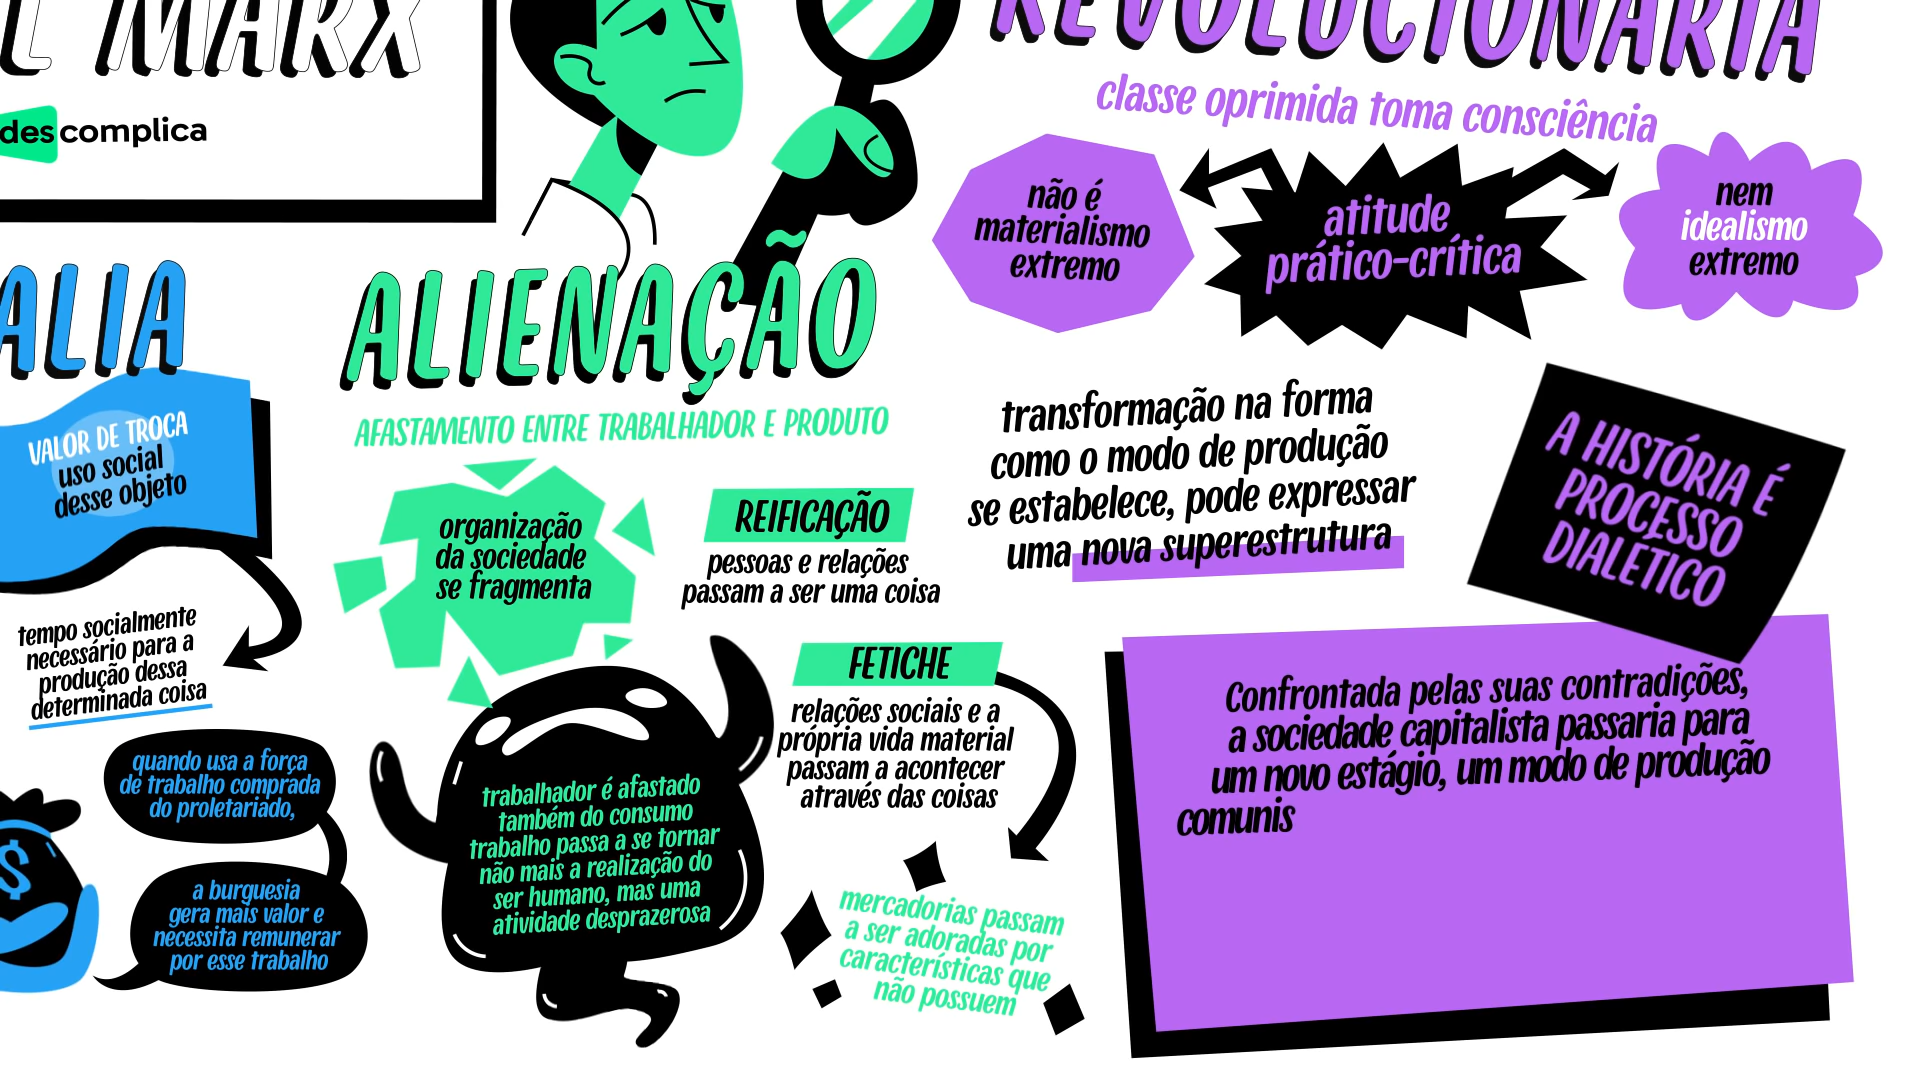 E MARX
descomplica
ALIA
VALOR DE TROCA
uso social
desse objeto
tempo socialmente
necessário para a
produção dessa
determinada coisa
quando usa a força
de trabalho comprada
do proletariado,
$
a burguesia
gera mais valor e
necessita remunerar
por esse trabalho
ALIENAÇÃO
AFASTAMENTO ENTRE TRABALHADOR E PRODUTO
organização
da sociedade
se fragmenta
REIFICAÇÃO
pessoas e relações
passam a ser uma coisa
FETICHE
relações sociais e a
própria vida material
passam a acontecer
através das coisas
trabalhador é afastado
também do consumo
trabalho passa a se tornar
não mais a realização do
ser humano, mas uma
atividade desprazerosa
mercadorias passam
a ser adoradas por
características que
não possuem
REVOLUCIONÁRIA
classe oprimida toma consciência
não é
materialismo
extremo
atitude
prático-crítica
nem
idealismo
extremo
transformação na forma
como o modo de produção
se estabelece, pode expressar
uma nova superestrutura
A HISTÓRIA É
PROCESSO
DIALETICO
Confrontada pelas suas contradições,
a sociedade capitalista passaria para
um novo estágio, um modo de produção
comunis